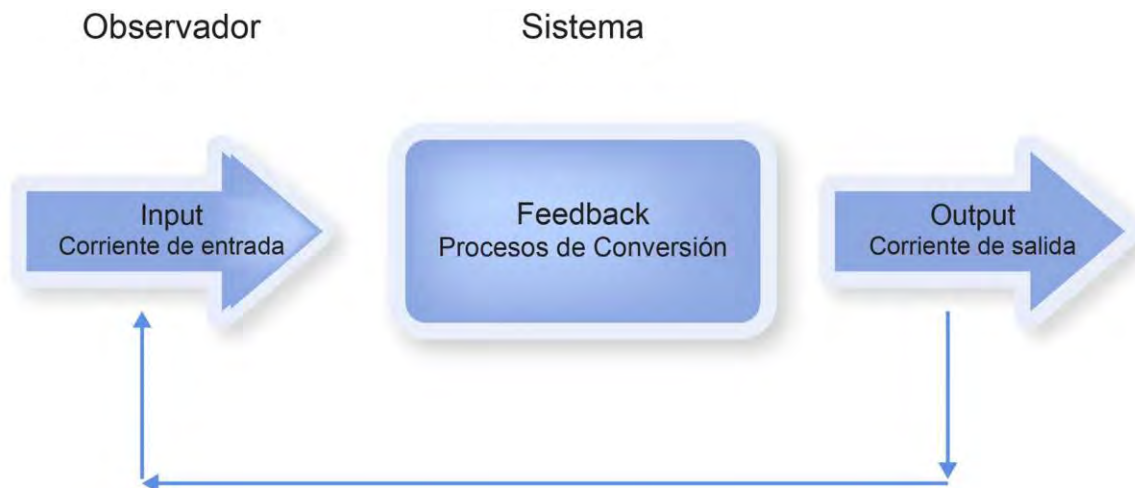 Observador
Sistema
Input
Corriente de entrada
Feedback
Procesos de Conversión
Output
Corriente de salida